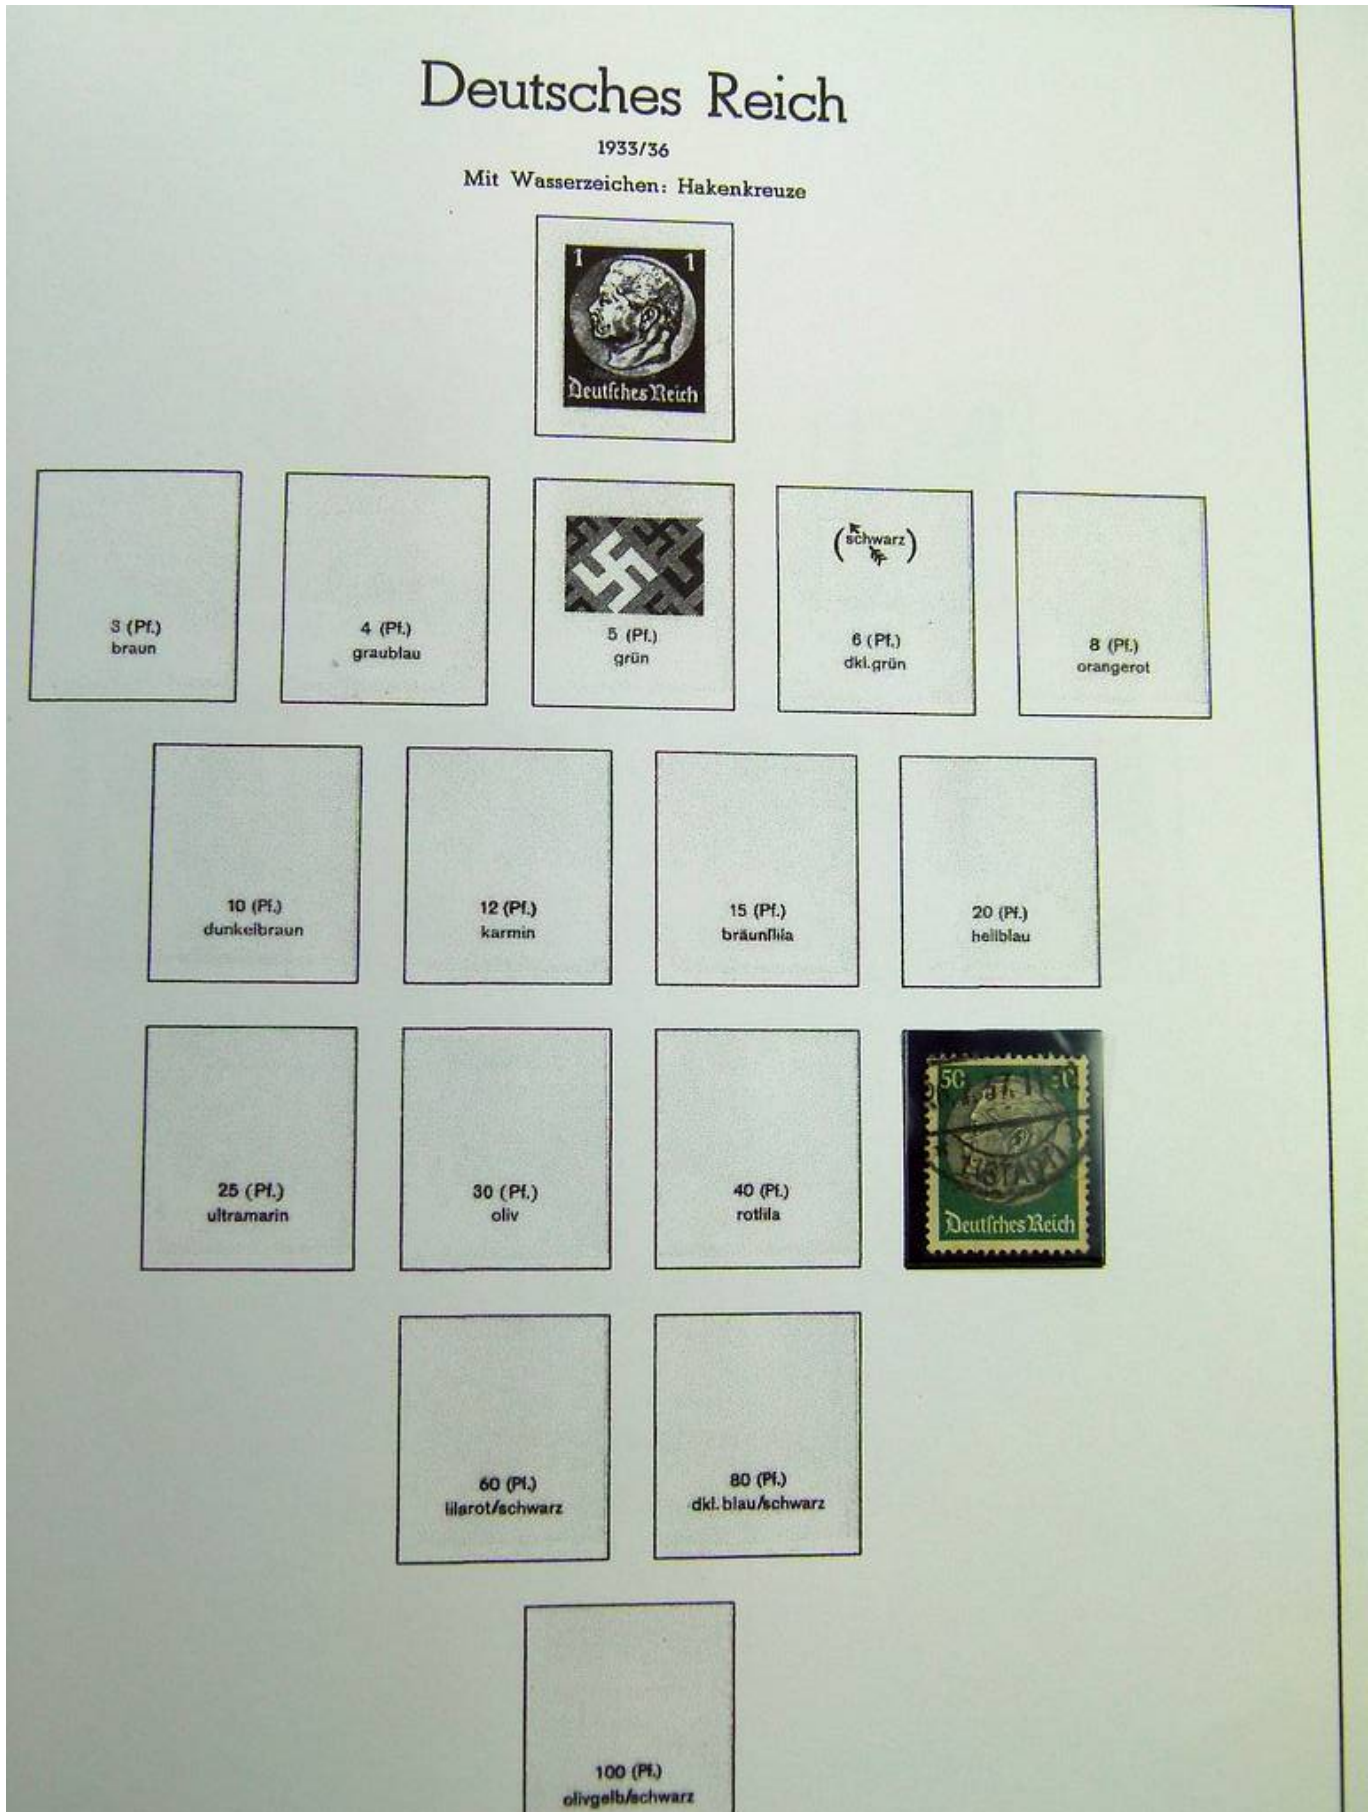 Deutsches Reich
1933/36
Mit Wasserzeichen: Hakenkreuze
1 1
Deutsches Reich
3 (Pf.)
braun
4 (Pf.)
graublau
5 (Pf.)
grün
(schwarz)
6 (Pf.)
dkl.grün
8 (Pf.)
orangerot
10 (Pf.)
dunkelbraun
12 (Pf.)
karmin
15 (Pf.)
bräunllila
20 (Pf.)
hellblau
25 (Pf.)
ultramarin
30 (Pf.)
oliv
40 (Pf.)
rotlila
50
Deutsches Reich
60 (Pf.)
lilarot/schwarz
80 (Pf.)
dkl. blau/schwarz
100 (Pf.)
olivgelb/schwarz